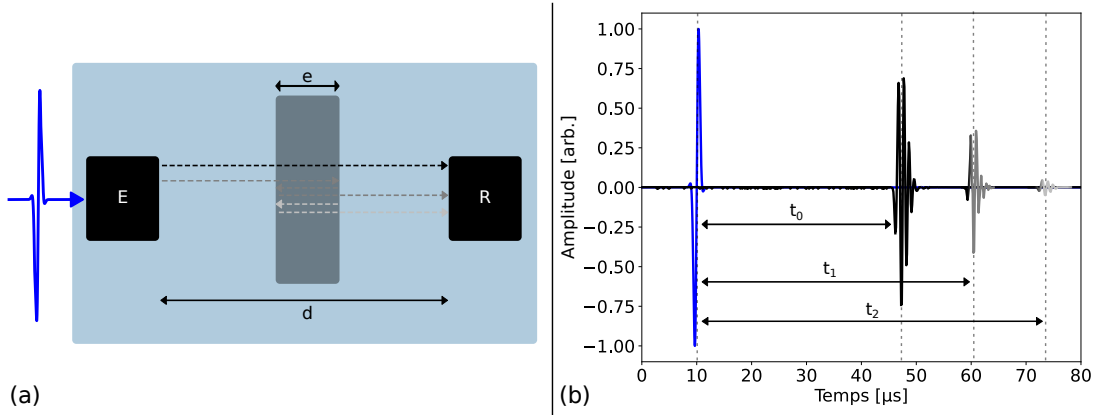 e
E
R
d
(a)
1.00
0.75
0.50
0.25
0.00
−0.25
−0.50
−0.75
−1.00
Amplitude [arb.]
t₀
t₁
t₂
0 10 20 30 40 50 60 70 80
Temps [µs]
(b)